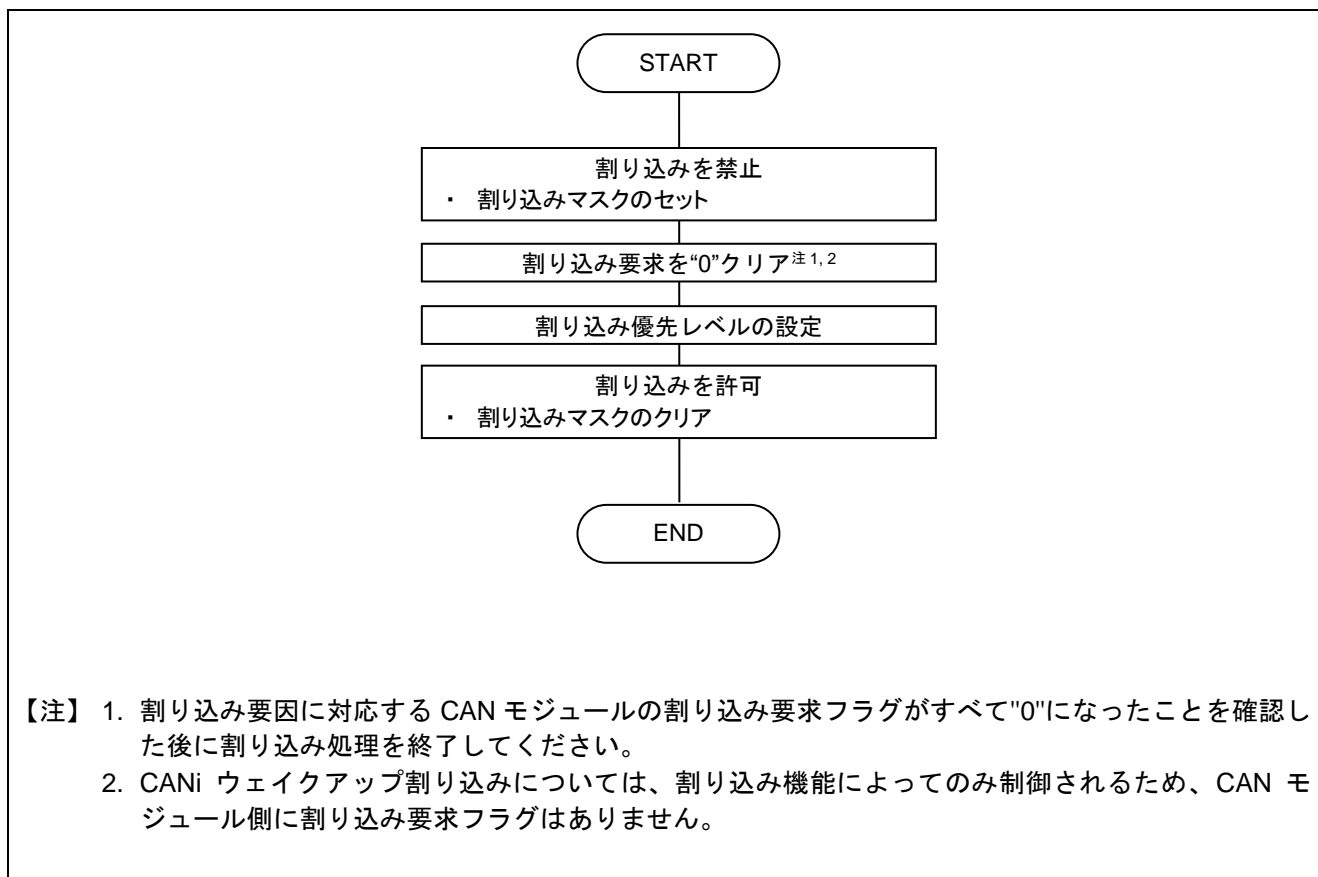 START
割り込みを禁止
・ 割り込みマスクのセット
割り込み要求を“0”クリア注 1, 2
割り込み優先レベルの設定
割り込みを許可
・ 割り込みマスクのクリア
END
【注】 1. 割り込み要因に対応する CAN モジュールの割り込み要求フラグがすべて"0"になったことを確認し
た後に割り込み処理を終了してください。
2. CANi ウェイクアップ割り込みについては、割り込み機能によってのみ制御されるため、CAN モ
ジュール側に割り込み要求フラグはありません。